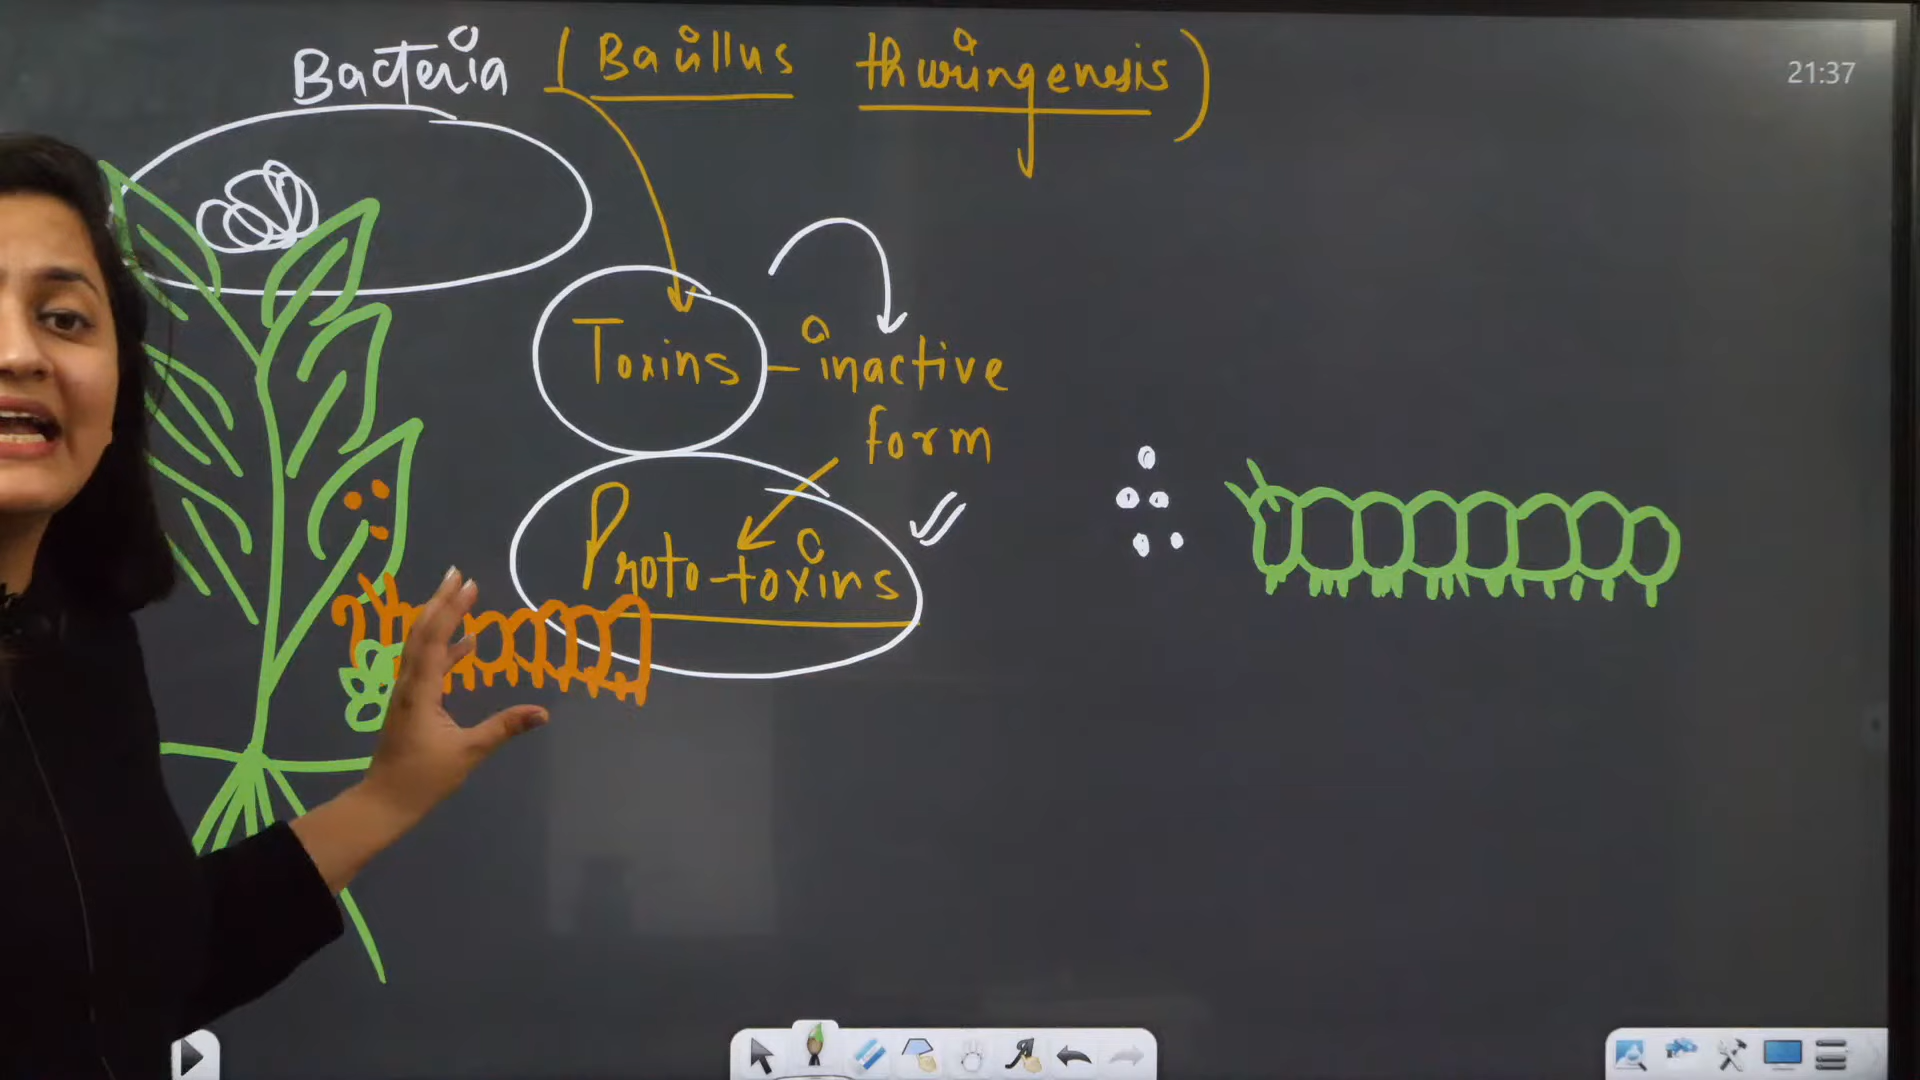 Bacteria (Bacillus thuringenesis)
21:37
Toxins - inactive
form
Proto-toxins